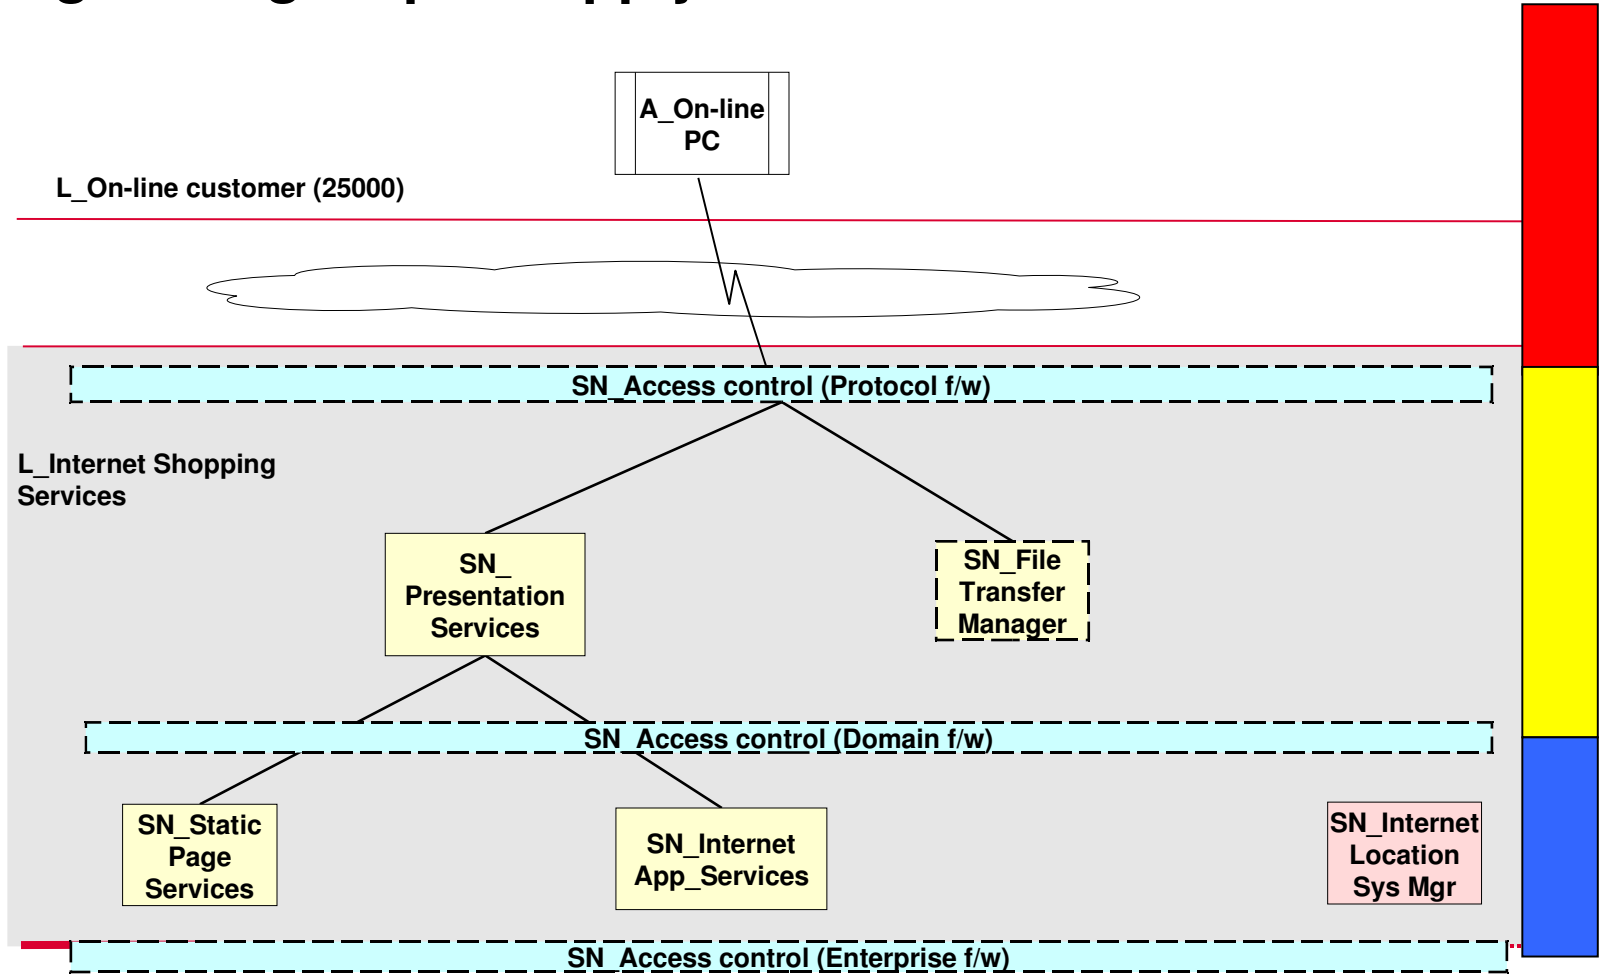 A_On-line
PC
L_On-line customer (25000)
SN_Access control (Protocol f/w)
L_Internet Shopping
Services
SN_
Presentation
Services
SN_File
Transfer
Manager
SN_Access control (Domain f/w)
SN_Static
Page
Services
SN_Internet
App_Services
SN_Internet
Location
Sys Mgr
SN_Access control (Enterprise f/w)